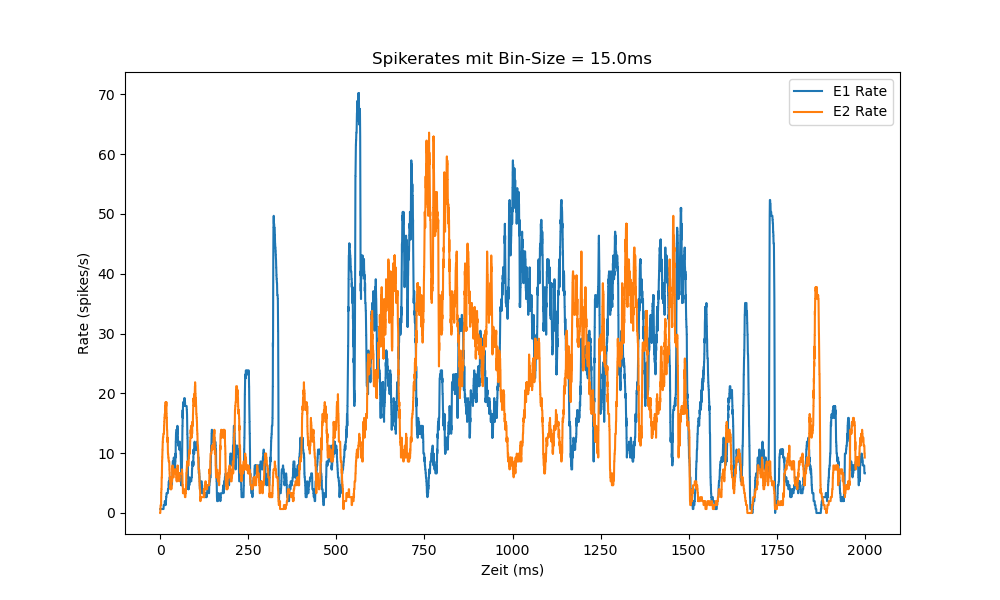 Spikerates mit Bin-Size = 15.0ms
E1 Rate
E2 Rate
Rate (spikes/s)
70
60
50
40
30
20
10
0
0 250 500 750 1000 1250 1500 1750 2000
Zeit (ms)